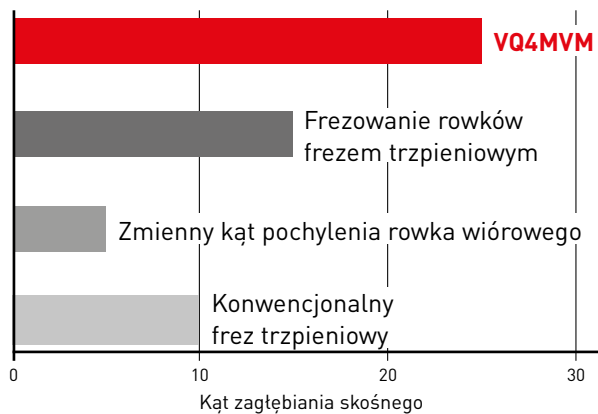 VQ4MVM
Frezowanie rowków
frezem trzpieniowym
Zmienny kąt pochylenia rowka wiórowego
Konwencjonalny
frez trzpieniowy
0 10 20 30
Kąt zagłębiania skośnego